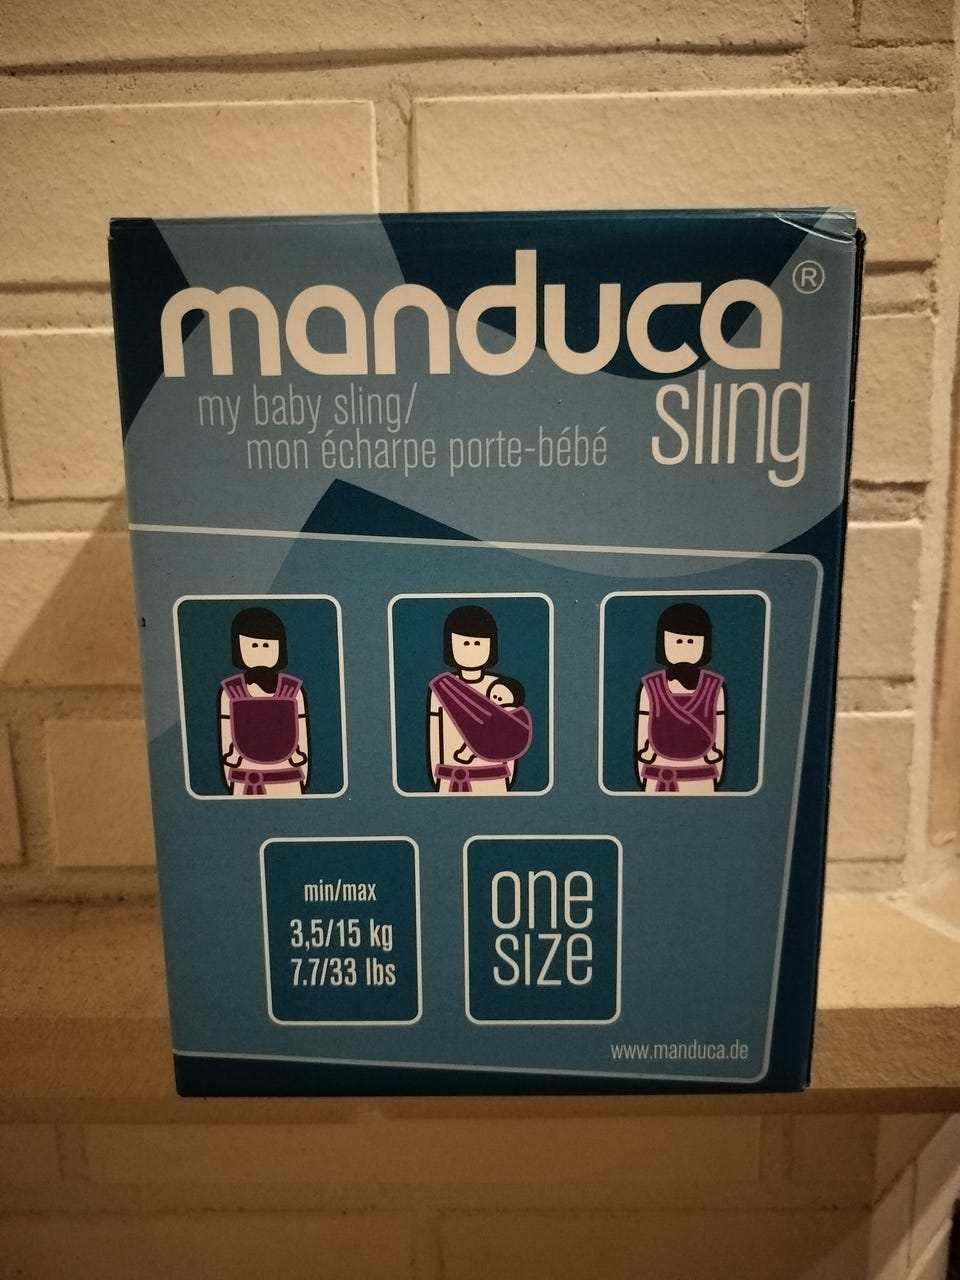 manduca®
sling
my baby sling/
mon écharpe porte-bébé
min/max
3,5/15 kg
7.7/33 lbs
one
size
www.manduca.de